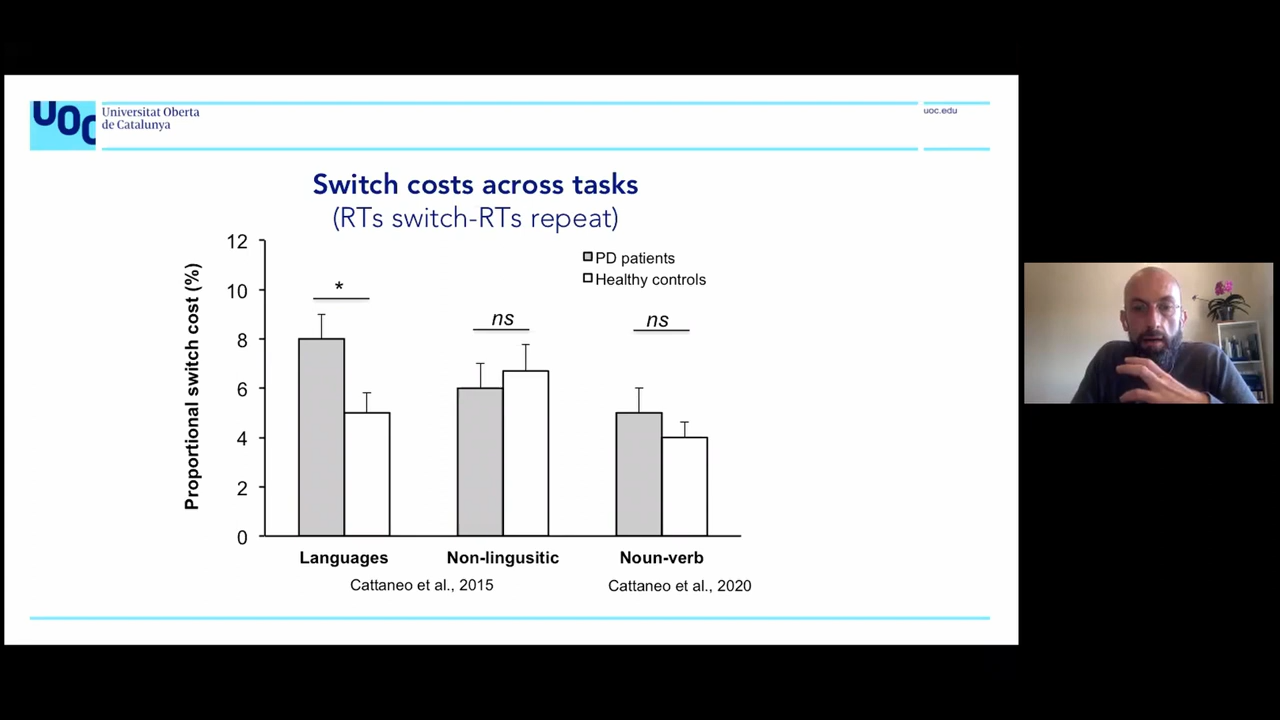 UOC
Universitat Oberta
de Catalunya
uoc.edu
Switch costs across tasks
(RTs switch-RTs repeat)
12
10
8
6
4
2
0
Proportional switch cost (%)
PD patients
Healthy controls
*
ns
ns
Languages
Non-lingusitic
Noun-verb
Cattaneo et al., 2015
Cattaneo et al., 2020